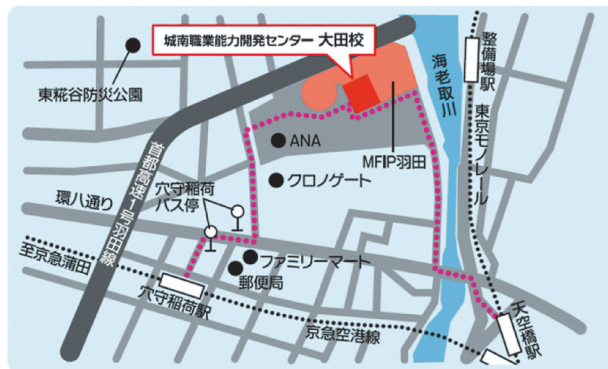 城南職業能力開発センター 大田校
東糀谷防災公園
整備場駅
海老取川
東京モノレール
MFIP羽田
ANA
クロノゲート
首都高速1号羽田線
穴守稲荷
バス停
環八通り
ファミリーマート
郵便局
至京急蒲田
穴守稲荷駅
京急空港線
天空橋駅